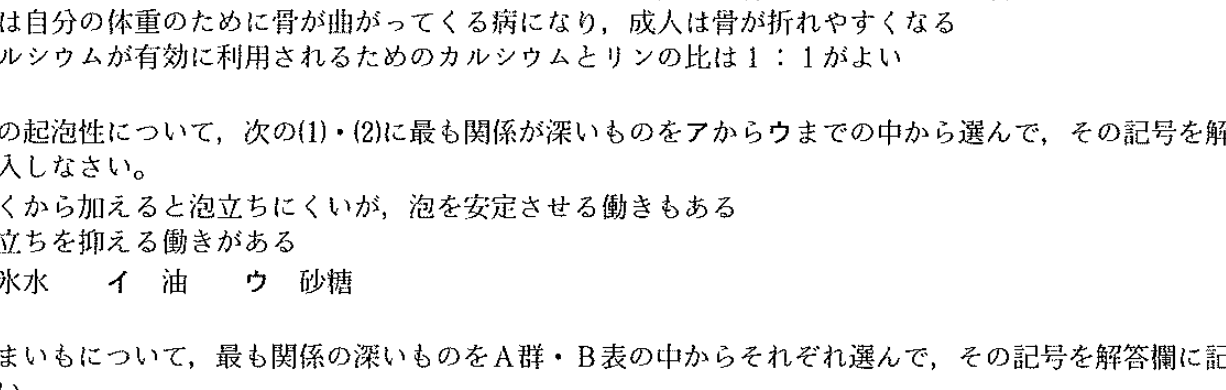 は自分の体重のために骨が曲がってくる病になり，成人は骨が折れやすくなる
ルシウムが有効に利用されるためのカルシウムとリンの比は１：１がよい
の起泡性について，次の(1)・(2)に最も関係が深いものをアからウまでの中から選んで，その記号を解
入しなさい。
くから加えると泡立ちにくいが，泡を安定させる働きもある
立ちを抑える働きがある
氷水　イ　油　ウ　砂糖
まいもについて，最も関係の深いものをＡ群・Ｂ表の中からそれぞれ選んで，その記号を解答欄に記